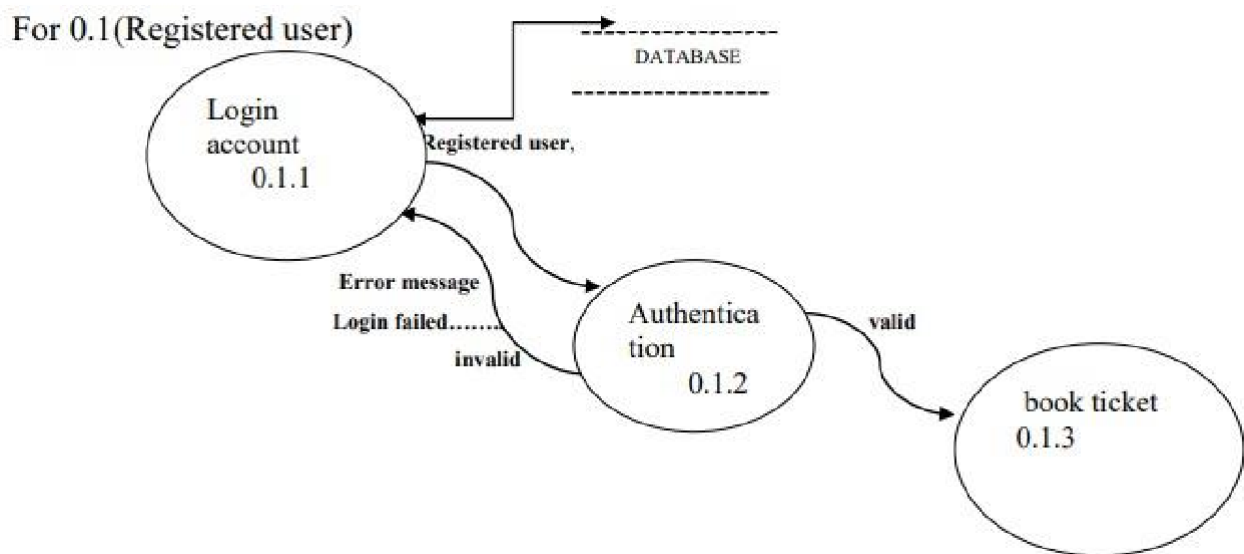 For 0.1(Registered user)
DATABASE
Login
account
0.1.1
Registered user,
Error message
Login failed……..
invalid
Authentica
tion
0.1.2
valid
book ticket
0.1.3